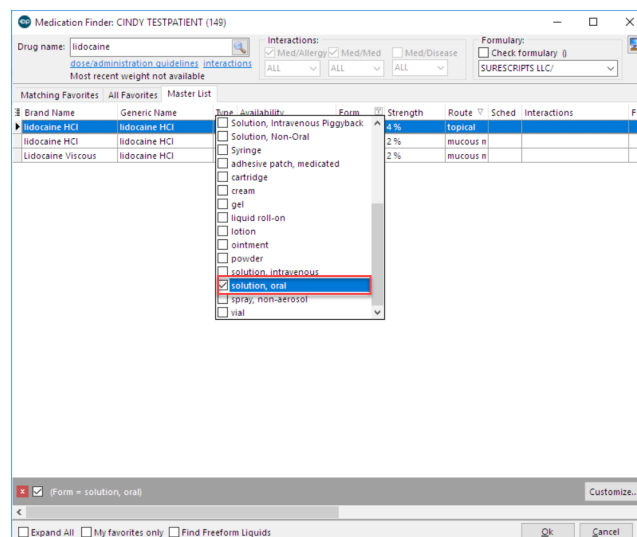 Medication Finder: CINDY TESTPATIENT (149)
Drug name: lidocaine
dose/administration guidelines interactions
Most recent weight not available
Interactions:
Med/Allergy Med/Med Med/Disease
ALL ALL ALL
Formulary:
Check formulary ()
SURESCRIPTS LLC/
Matching Favorites All Favorites Master List
Brand Name Generic Name Type Availability Form Strength Route Sched Interactions F
lidocaine HCl lidocaine HCl 4 % topical
lidocaine HCl lidocaine HCl 2 % mucous m
Lidocaine Viscous lidocaine HCl 2 % mucous m
Solution, Intravenous Piggyback
Solution, Non-Oral
Syringe
adhesive patch, medicated
cartridge
cream
gel
liquid roll-on
lotion
ointment
powder
solution, intravenous
solution, oral
spray, non-aerosol
vial
(Form = solution, oral)
Customize...
Expand All My favorites only Find Freeform Liquids
Ok Cancel